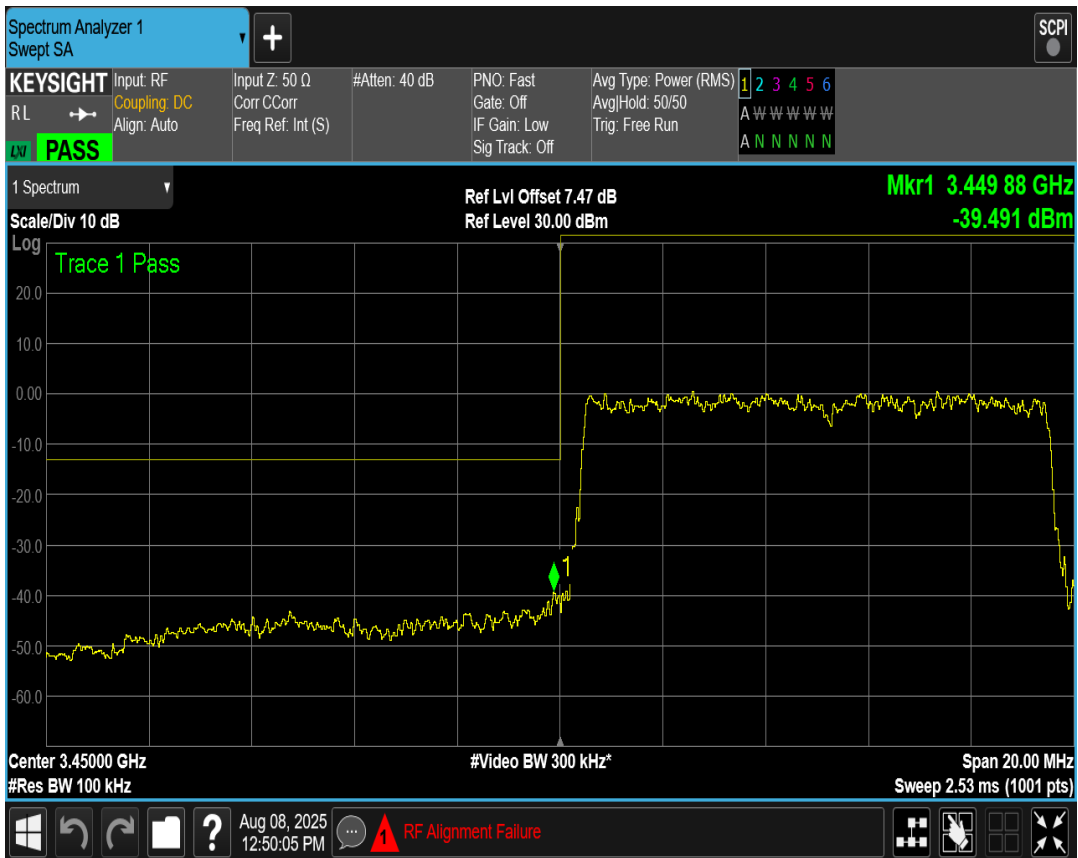 Spectrum Analyzer 1
Swept SA
SCPI
KEYSIGHT
R L
LXI PASS
Input: RF
Coupling: DC
Align: Auto
Input Z: 50 Ω
Corr CCorr
Freq Ref: Int (S)
#Atten: 40 dB
PNO: Fast
Gate: Off
IF Gain: Low
Sig Track: Off
Avg Type: Power (RMS)
Avg|Hold: 50/50
Trig: Free Run
1 2 3 4 5 6
A W W W W W
A N N N N N
1 Spectrum
Scale/Div 10 dB
Ref Lvl Offset 7.47 dB
Ref Level 30.00 dBm
Mkr1 3.449 88 GHz
-39.491 dBm
Log
Trace 1 Pass
20.0
10.0
0.00
-10.0
-20.0
-30.0
1
-40.0
-50.0
-60.0
Center 3.45000 GHz
#Video BW 300 kHz*
Span 20.00 MHz
#Res BW 100 kHz
Sweep 2.53 ms (1001 pts)
?
Aug 08, 2025
12:50:05 PM
1
RF Alignment Failure